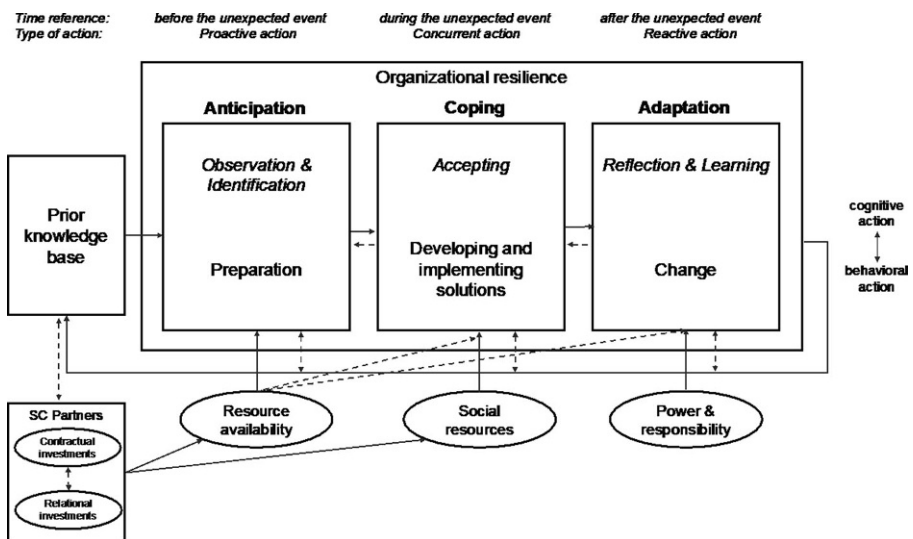 Time reference: before the unexpected event during the unexpected event after the unexpected event
Type of action: Proactive action Concurrent action Reactive action
Organizational resilience
Anticipation Coping Adaptation
Observation &
Identification
Accepting
Reflection & Learning
Prior
knowledge
base
Preparation
Developing and
implementing
solutions
Change
cognitive
action
behavioral
action
SC Partners
Contractual
investments
Relational
investments
Resource
availability
Social
resources
Power &
responsibility